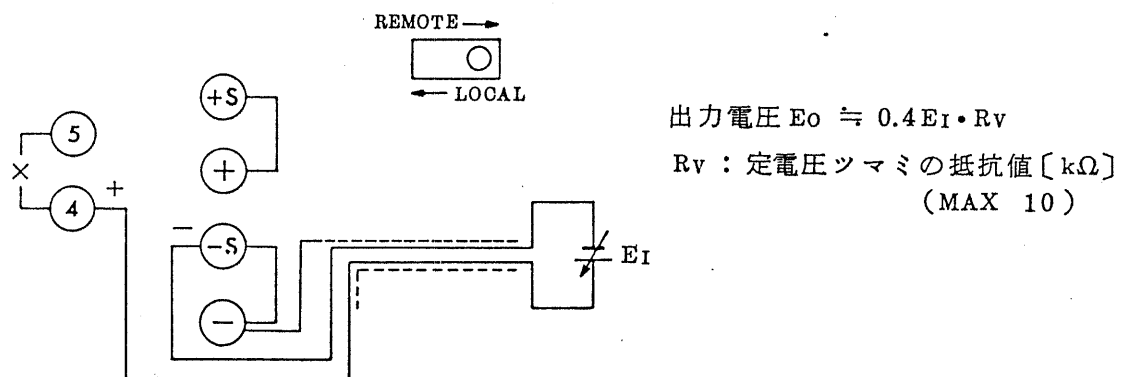 REMOTE →
← LOCAL
+S
5
+
×
4
+
−
−S
−
EI
出力電圧 Eo ≒ 0.4EI・Rv
Rv : 定電圧ツマミの抵抗値〔kΩ〕
(MAX 10)